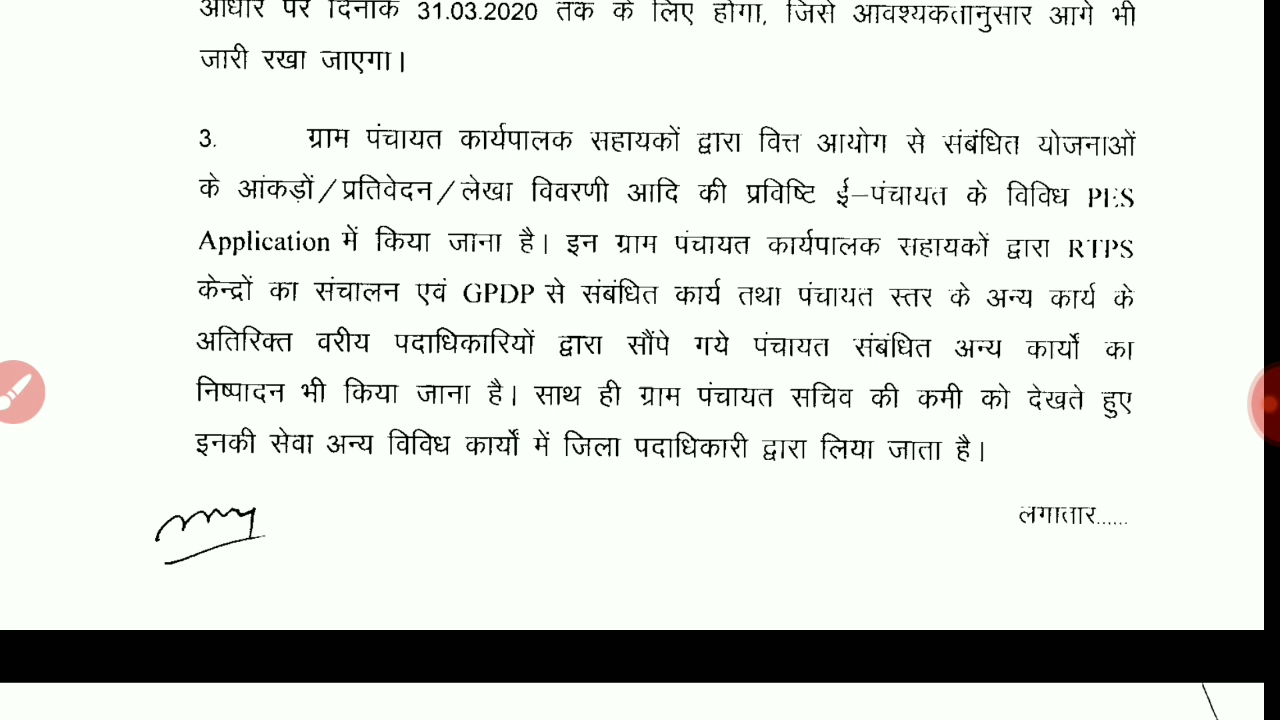 आधार पर दिनांक 31.03.2020 तक के लिए होगा, जिसे आवश्यकतानुसार आगे भी
जारी रखा जाएगा।
3. ग्राम पंचायत कार्यपालक सहायकों द्वारा वित्त आयोग से संबंधित योजनाओं
के आंकड़ों/प्रतिवेदन/लेखा विवरणी आदि की प्रविष्टि ई–पंचायत के विविध PES
Application में किया जाना है। इन ग्राम पंचायत कार्यपालक सहायकों द्वारा RTPS
केन्द्रों का संचालन एवं GPDP से संबंधित कार्य तथा पंचायत स्तर के अन्य कार्य के
अतिरिक्त वरीय पदाधिकारियों द्वारा सौंपे गये पंचायत संबंधित अन्य कार्यों का
निष्पादन भी किया जाना है। साथ ही ग्राम पंचायत सचिव की कमी को देखते हुए
इनकी सेवा अन्य विविध कार्यों में जिला पदाधिकारी द्वारा लिया जाता है।
लगातार......